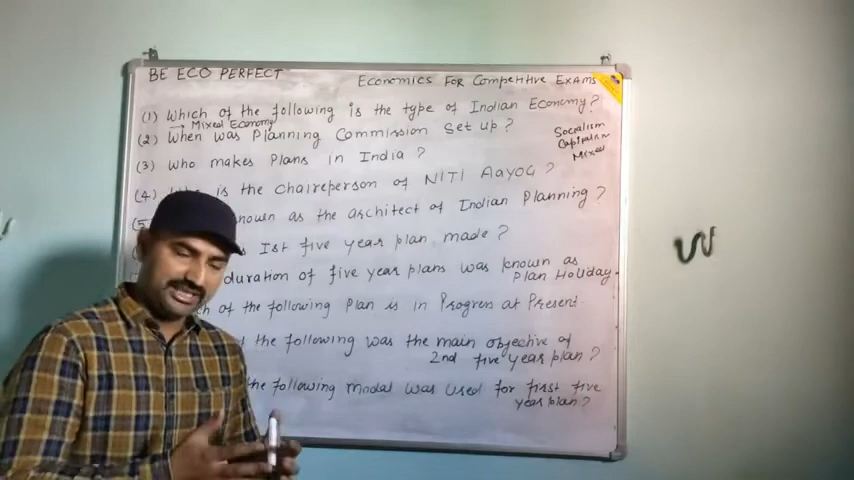 BE ECO PERFECT
Economics For Competitive Exams
(1) Which of the following is the type of Indian Economy?
→ Mixed Economy
(2) When was Planning Commission Set up?
Socialism
Capitalism
Mixed
(3) Who makes Plans in India?
(4) is the chairperson of NITI Aayog?
(5) known as the architect of Indian Planning?
Ist five year plan made?
duration of five year plans was known as
Plan Holiday.
of the following Plan is in Progress at Present.
the following was the main objective of
2nd five year plan?
the following modal was used for first five
year plan?